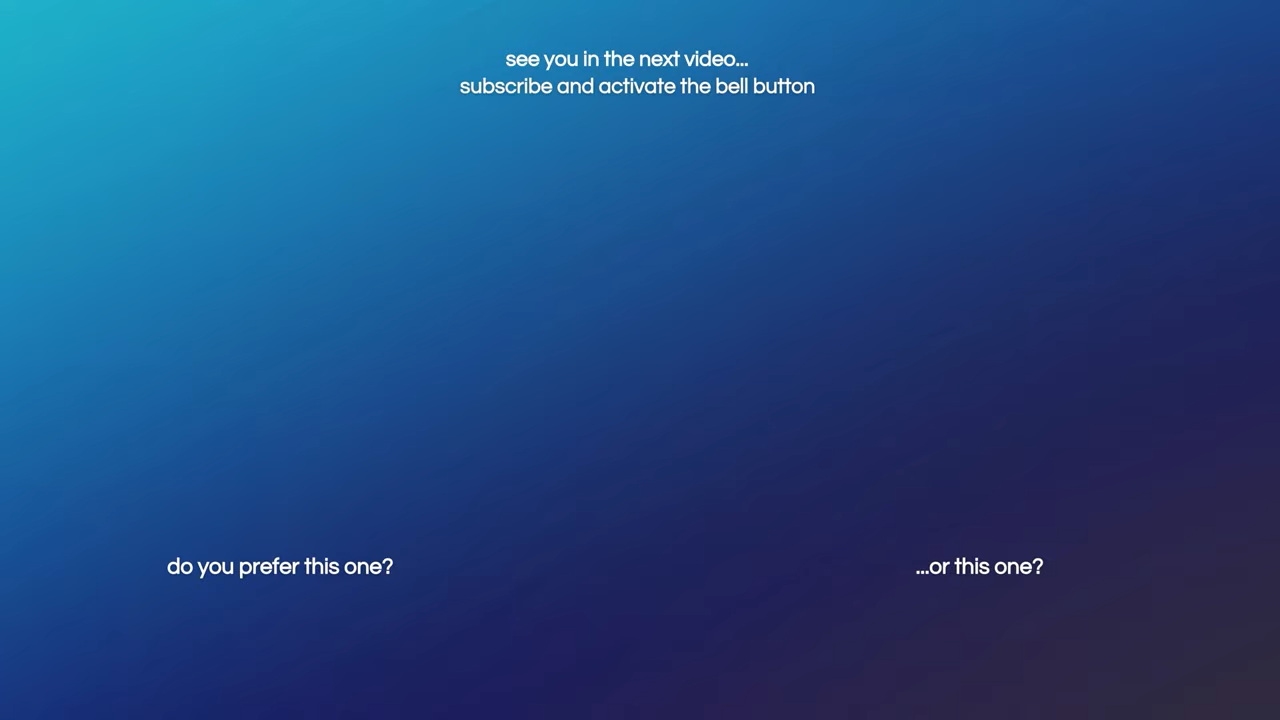 see you in the next video...
subscribe and activate the bell button
do you prefer this one?
...or this one?